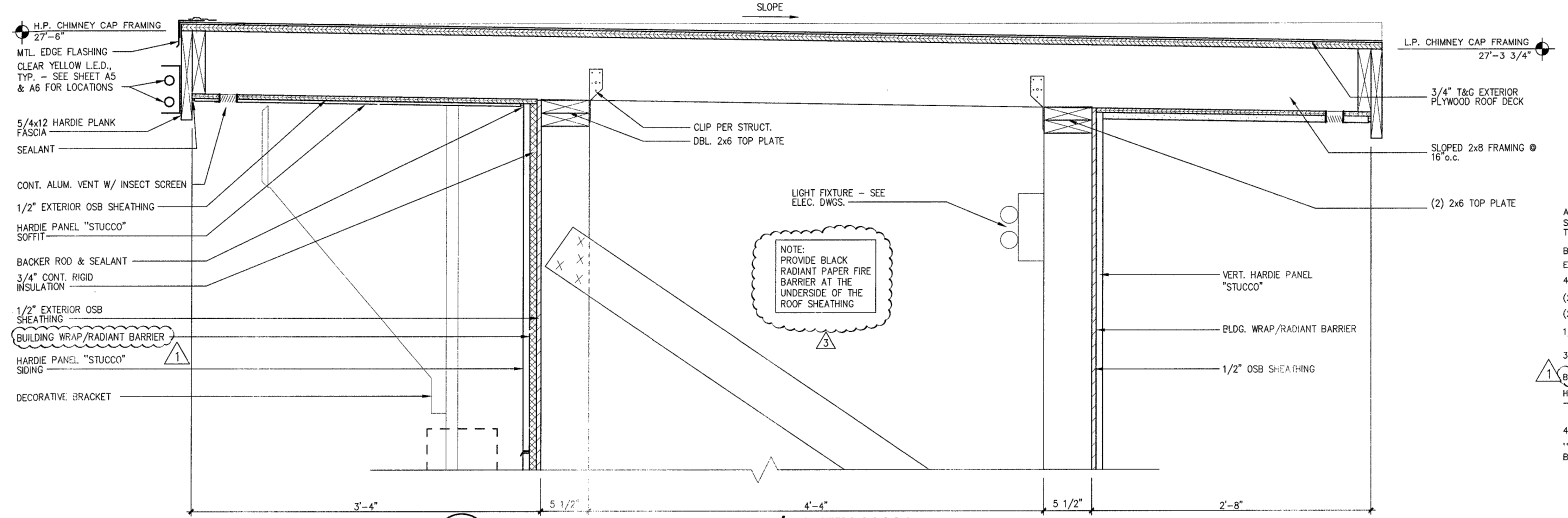 SLOPE
H.P. CHIMNEY CAP FRAMING
27'-6"
MTL. EDGE FLASHING
CLEAR YELLOW L.E.D.,
TYP. – SEE SHEET A5
& A6 FOR LOCATIONS
5/4x12 HARDIE PLANK
FASCIA
SEALANT
CONT. ALUM. VENT W/ INSECT SCREEN
1/2" EXTERIOR OSB SHEATHING
HARDIE PANEL "STUCCO"
SOFFIT
BACKER ROD & SEALANT
3/4" CONT. RIGID
INSULATION
1/2" EXTERIOR OSB
SHEATHING
BUILDING WRAP/RADIANT BARRIER
1
HARDIE PANEL "STUCCO"
SIDING
DECORATIVE BRACKET
CLIP PER STRUCT.
DBL. 2x6 TOP PLATE
LIGHT FIXTURE – SEE
ELEC. DWGS.
NOTE:
PROVIDE BLACK
RADIANT PAPER FIRE
BARRIER AT THE
UNDERSIDE OF THE
ROOF SHEATHING
3
L.P. CHIMNEY CAP FRAMING
27'-3 3/4"
3/4" T&G EXTERIOR
PLYWOOD ROOF DECK
SLOPED 2x8 FRAMING @
16"o.c.
(2) 2x6 TOP PLATE
VERT. HARDIE PANEL
"STUCCO"
BLDG. WRAP/RADIANT BARRIER
1/2" OSB SHEATHING
1
3'-4"
5 1/2"
4'-4"
5 1/2"
2'-8"